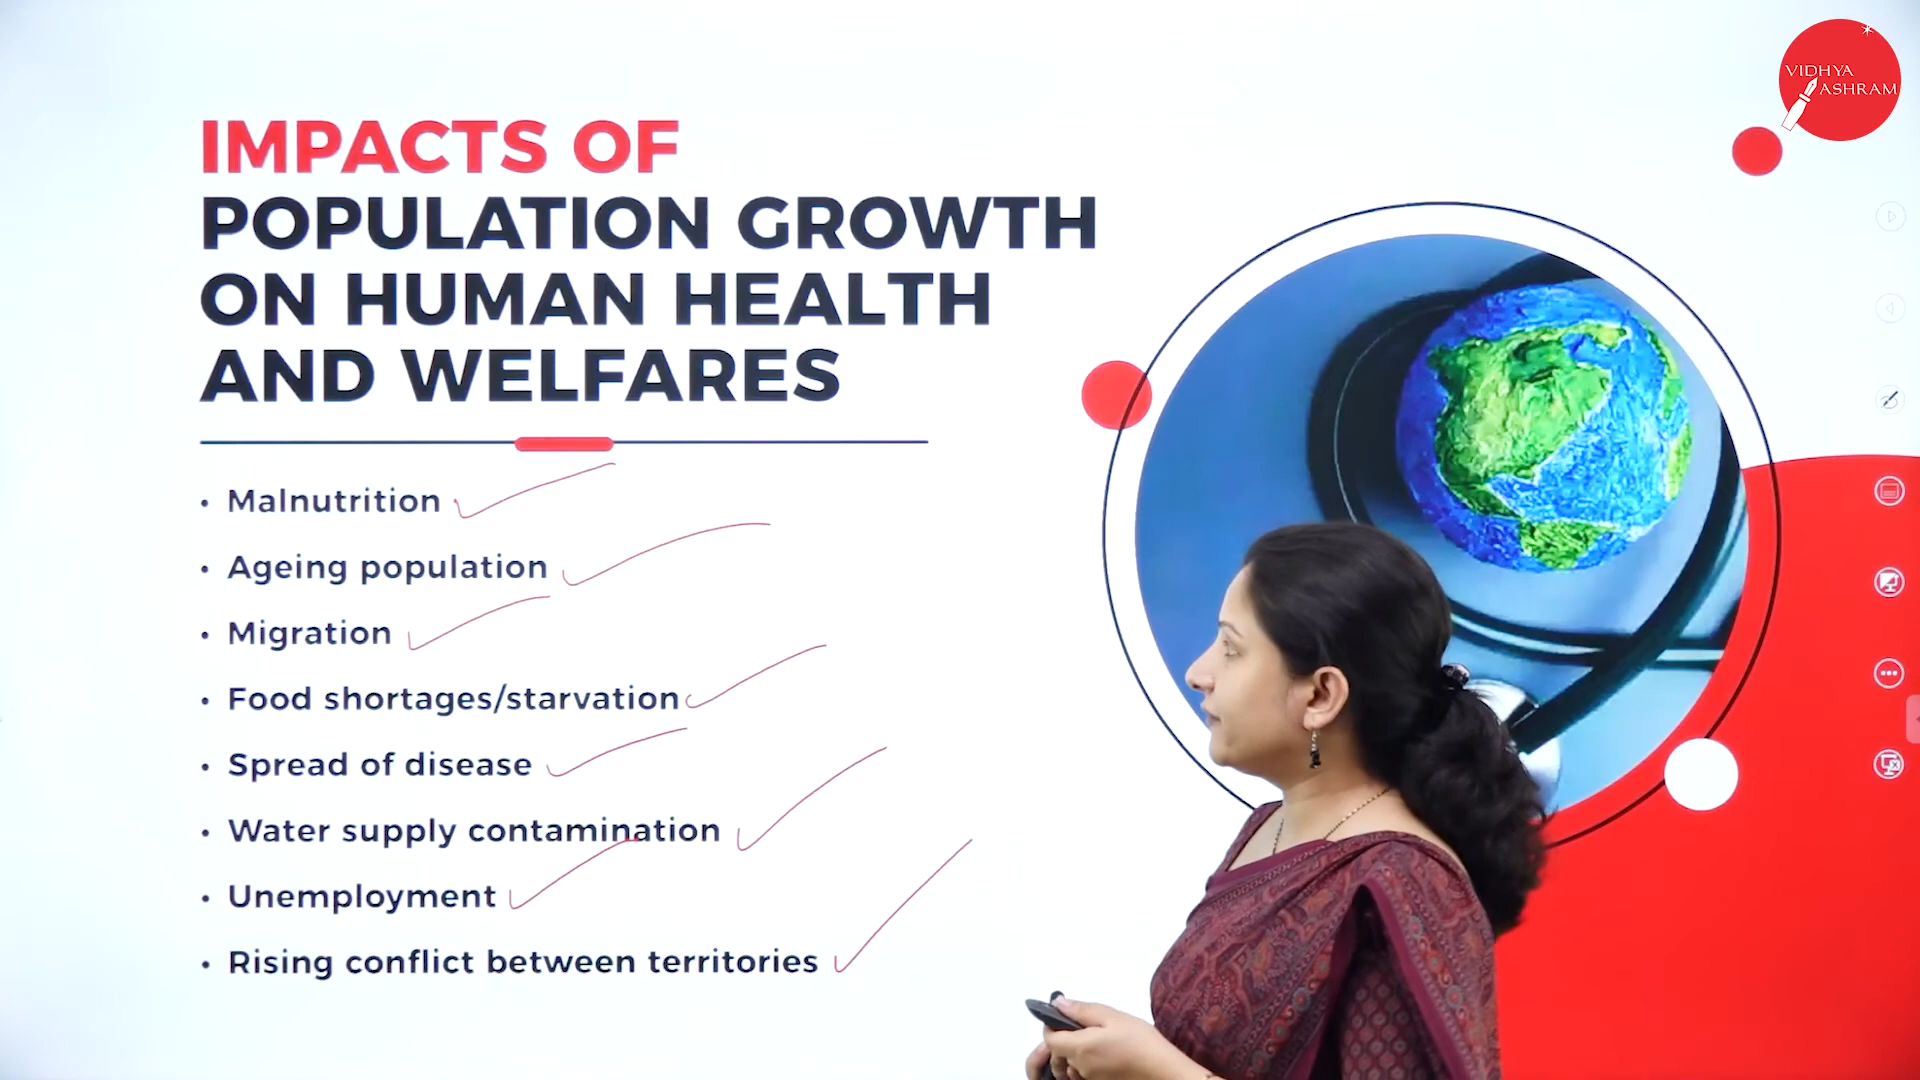 VIDHYA
ASHRAM
IMPACTS OF
POPULATION GROWTH
ON HUMAN HEALTH
AND WELFARES
• Malnutrition
• Ageing population
• Migration
• Food shortages/starvation
• Spread of disease
• Water supply contamination
• Unemployment
• Rising conflict between territories